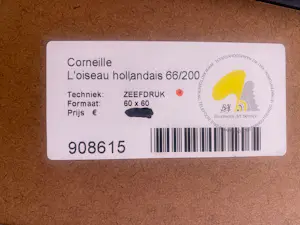 Corneille
L'oiseau hollandais 66/200
Techniek: ZEEFDRUK
Formaat: 60 x 60
Prijs €
908615